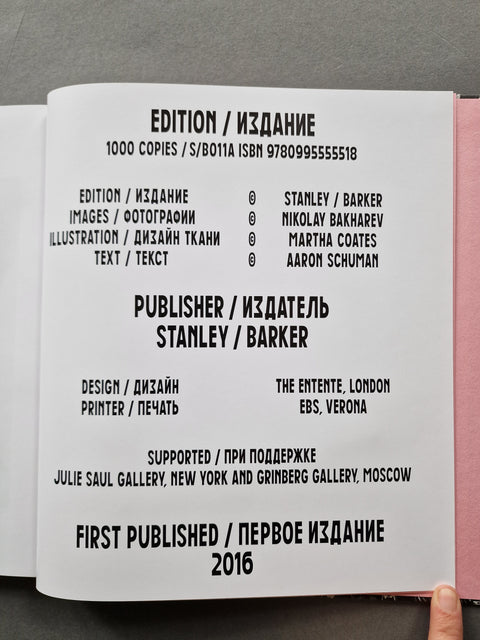 EDITION / ИЗДАНИЕ
1000 COPIES / S/B011A ISBN 9780995555518
EDITION / ИЗДАНИЕ © STANLEY / BARKER
IMAGES / ФОТОГРАФИИ © NIKOLAY BAKHAREV
ILLUSTRATION / ДИЗАЙН ТКАНИ © MARTHA COATES
TEXT / ТЕКСТ © AARON SCHUMAN
PUBLISHER / ИЗДАТЕЛЬ
STANLEY / BARKER
DESIGN / ДИЗАЙН THE ENTENTE, LONDON
PRINTER / ПЕЧАТЬ EBS, VERONA
SUPPORTED / ПРИ ПОДДЕРЖКЕ
JULIE SAUL GALLERY, NEW YORK AND GRINBERG GALLERY, MOSCOW
FIRST PUBLISHED / ПЕРВОЕ ИЗДАНИЕ
2016